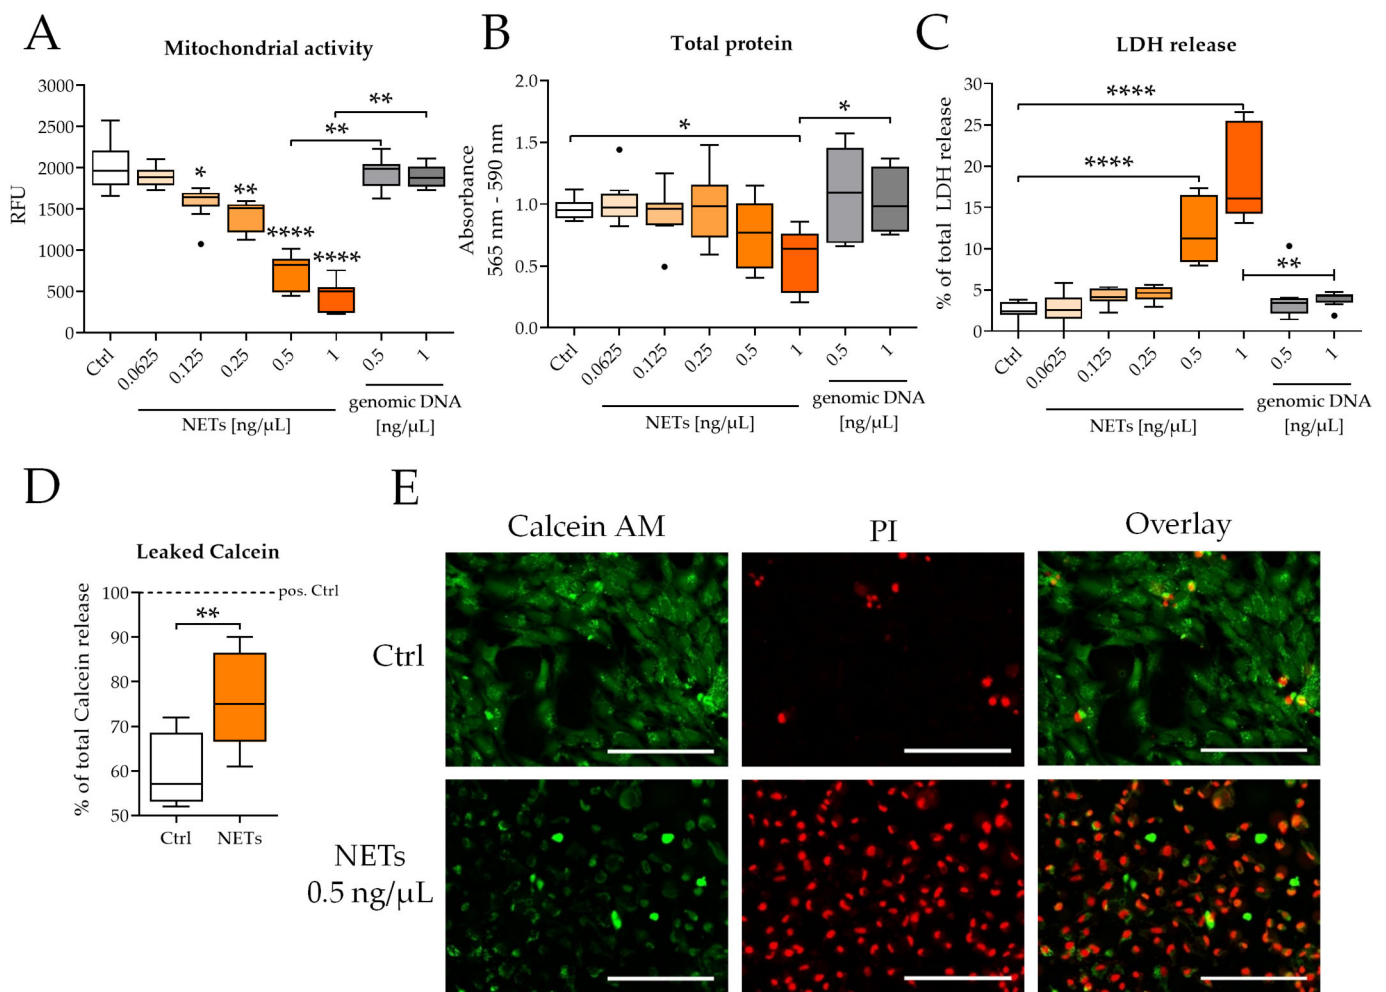 A
Mitochondrial activity
RFU
3000
2500
2000
1500
1000
500
0
*
**
****
****
**
**
Ctrl
0.0625
0.125
0.25
0.5
1
0.5
1
NETs [ng/µL]
genomic DNA
[ng/µL]
B
Total protein
Absorbance
565 nm - 590 nm
2.0
1.5
1.0
0.5
0.0
*
*
Ctrl
0.0625
0.125
0.25
0.5
1
0.5
1
NETs [ng/µL]
genomic DNA
[ng/µL]
C
LDH release
% of total LDH release
30
25
20
15
10
5
0
****
****
**
Ctrl
0.0625
0.125
0.25
0.5
1
0.5
1
NETs [ng/µL]
genomic DNA
[ng/µL]
D
Leaked Calcein
% of total Calcein release
100
90
80
70
60
50
pos. Ctrl
**
Ctrl
NETs
E
Calcein AM
PI
Overlay
Ctrl
NETs
0.5 ng/µL